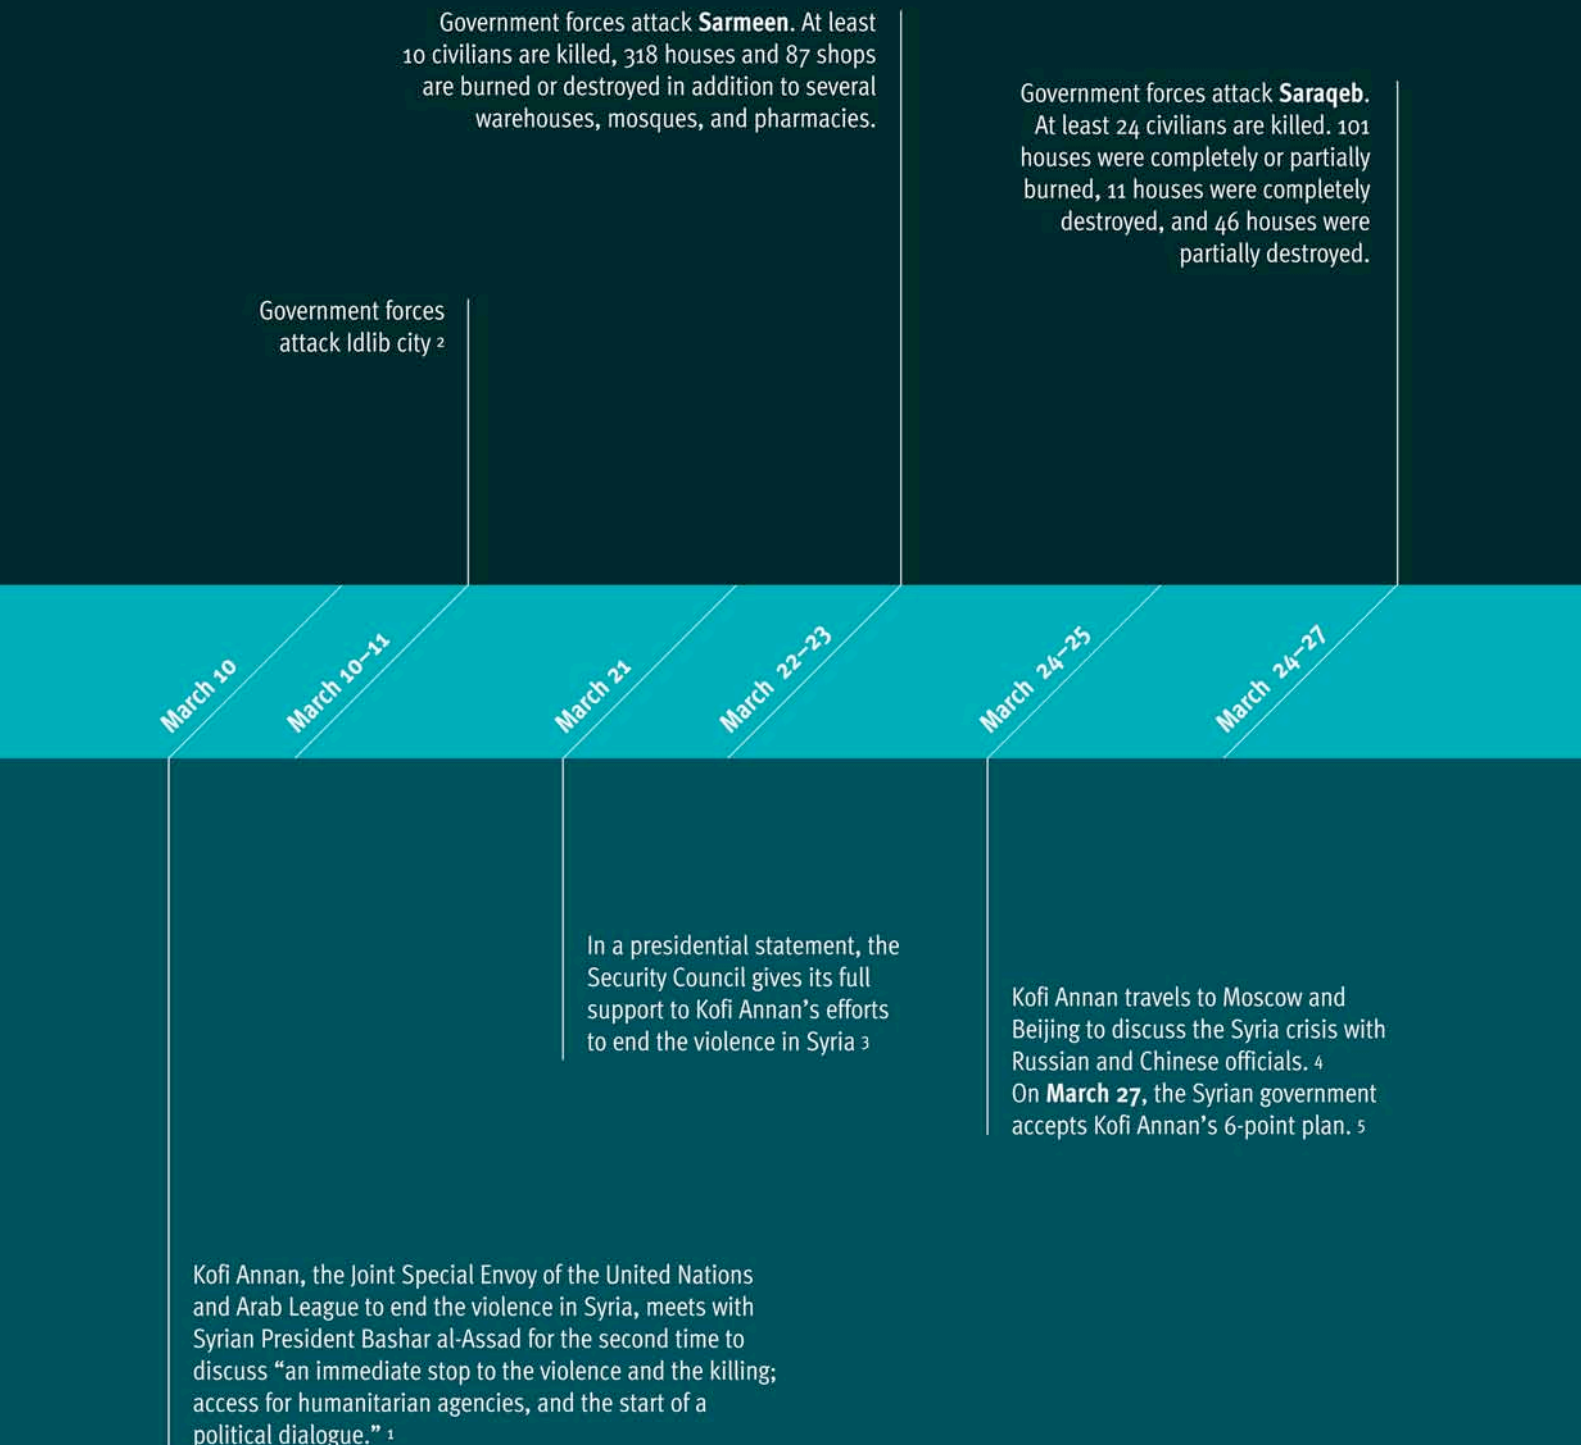 Government forces attack Sarmeen. At least
10 civilians are killed, 318 houses and 87 shops
are burned or destroyed in addition to several
warehouses, mosques, and pharmacies.
Government forces attack Saraqeb.
At least 24 civilians are killed. 101
houses were completely or partially
burned, 11 houses were completely
destroyed, and 46 houses were
partially destroyed.
Government forces
attack Idlib city 2
March 10
March 10–11
March 21
March 22–23
March 24–25
March 24–27
In a presidential statement, the
Security Council gives its full
support to Kofi Annan’s efforts
to end the violence in Syria 3
Kofi Annan travels to Moscow and
Beijing to discuss the Syria crisis with
Russian and Chinese officials. 4
On March 27, the Syrian government
accepts Kofi Annan’s 6-point plan. 5
Kofi Annan, the Joint Special Envoy of the United Nations
and Arab League to end the violence in Syria, meets with
Syrian President Bashar al-Assad for the second time to
discuss “an immediate stop to the violence and the killing;
access for humanitarian agencies, and the start of a
political dialogue.” 1